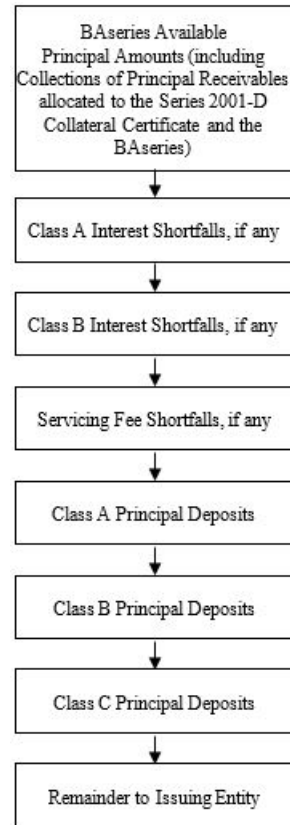 BAseries Available
Principal Amounts (including
Collections of Principal Receivables
allocated to the Series 2001-D
Collateral Certificate and the
BAseries)
Class A Interest Shortfalls, if any
Class B Interest Shortfalls, if any
Servicing Fee Shortfalls, if any
Class A Principal Deposits
Class B Principal Deposits
Class C Principal Deposits
Remainder to Issuing Entity